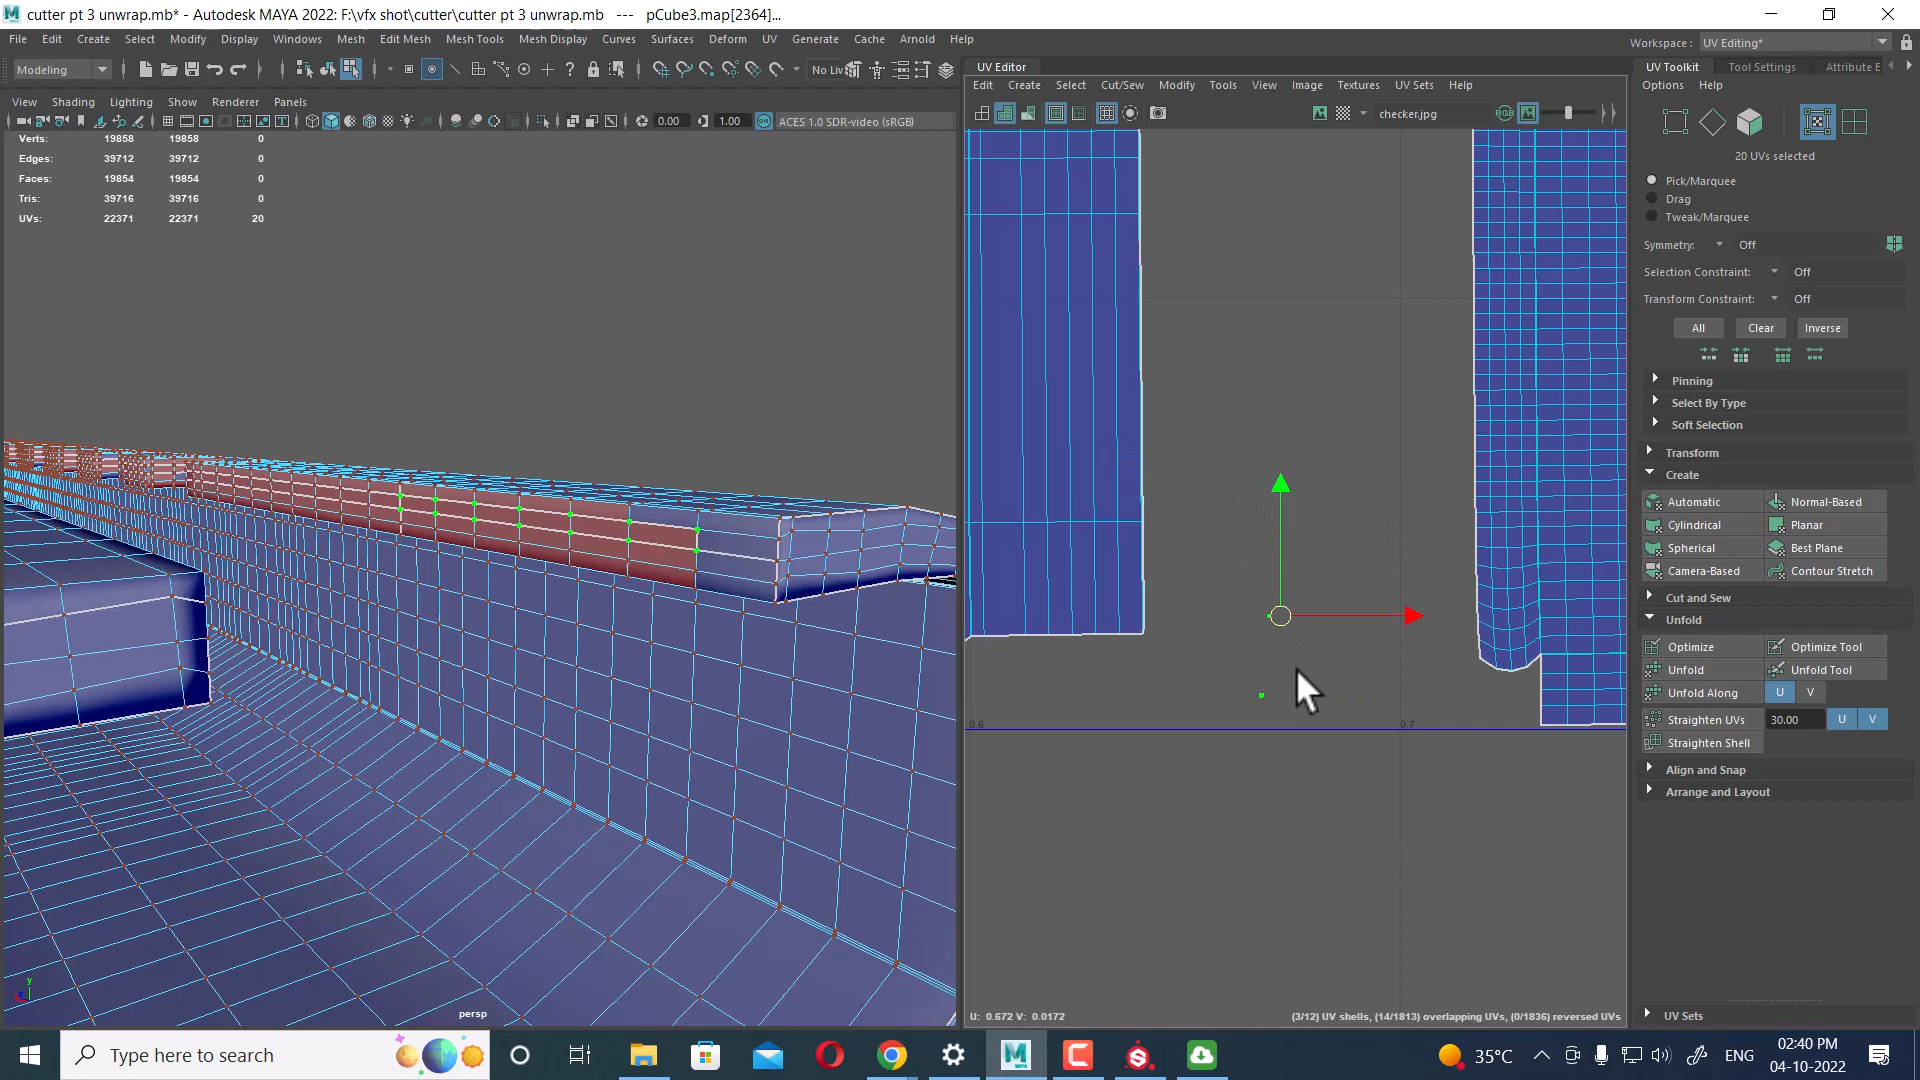 cutter pt 3 unwrap.mb* - Autodesk MAYA 2022: F:\vfx shot\cutter\cutter pt 3 unwrap.mb --- pCube3.map[2364]...
File Edit Create Select Modify Display Windows Mesh Edit Mesh Mesh Tools Mesh Display Curves Surfaces Deform UV Generate Cache Arnold Help
Workspace : UV Editing*
Modeling
No Liv
UV Editor
UV Toolkit Tool Settings Attribute E
Edit Create Select Cut/Sew Modify Tools View Image Textures UV Sets Help
Options Help
View Shading Lighting Show Renderer Panels
0.00 1.00 ON ACES 1.0 SDR-video (sRGB)
checker.jpg RGB
Verts: 19858 19858 0
Edges: 39712 39712 0
Faces: 19854 19854 0
Tris: 39716 39716 0
UVs: 22371 22371 20
20 UVs selected
Pick/Marquee
Drag
Tweak/Marquee
Symmetry: Off
Selection Constraint: Off
Transform Constraint: Off
All Clear Inverse
Pinning
Select By Type
Soft Selection
Transform
Create
Automatic Normal-Based
Cylindrical Planar
Spherical Best Plane
Camera-Based Contour Stretch
Cut and Sew
Unfold
Optimize Optimize Tool
Unfold Unfold Tool
Unfold Along U V
Straighten UVs 30.00 U V
Straighten Shell
Align and Snap
Arrange and Layout
UV Sets
0.6 0.7
y
z
persp
U: 0.672 V: 0.0172
(3/12) UV shells, (14/1813) overlapping UVs, (0/1836) reversed UVs
Type here to search
MAYA
35°C
ENG
02:40 PM
04-10-2022